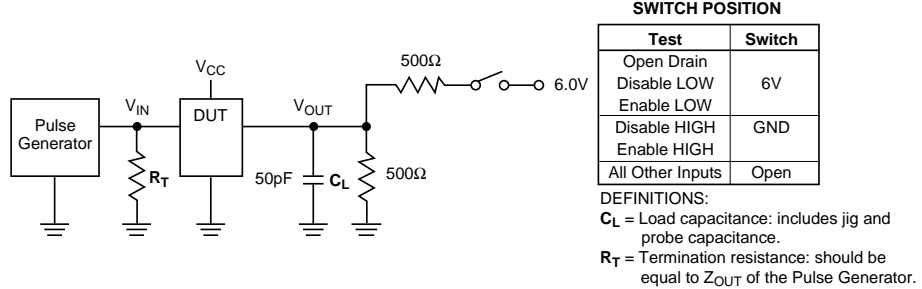 SWITCH POSITION
Test Switch
Open Drain
Disable LOW 6V
Enable LOW
Disable HIGH GND
Enable HIGH
All Other Inputs Open
DEFINITIONS:
CL = Load capacitance: includes jig and
probe capacitance.
RT = Termination resistance: should be
equal to ZOUT of the Pulse Generator.
500Ω
6.0V
VCC
VIN
VOUT
Pulse
Generator
DUT
RT
50pF
CL
500Ω